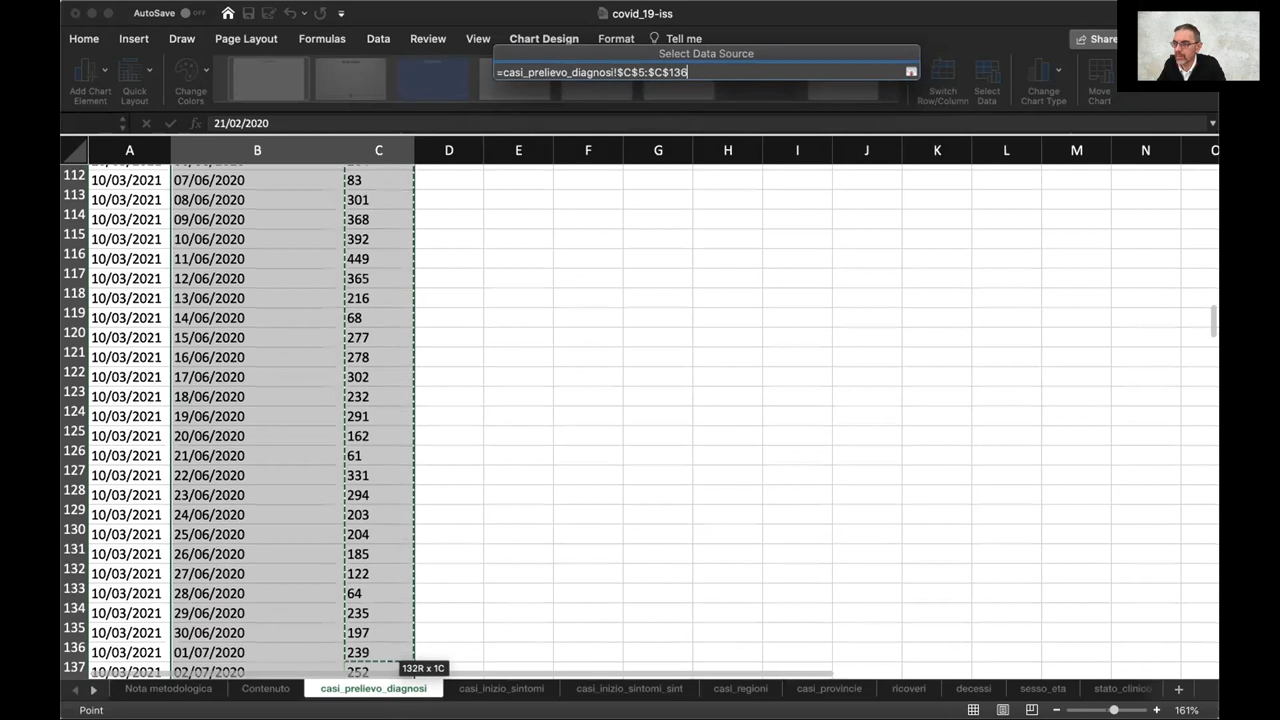 AutoSave OFF
covid_19-iss
Home Insert Draw Page Layout Formulas Data Review View Chart Design Format Tell me Share
Select Data Source
=casi_prelievo_diagnosi!$C$5:$C$136
Add Chart Element
Quick Layout
Change Colors
Switch Row/Column
Select Data
Change Chart Type
Move Chart
fx 21/02/2020
A B C D E F G H I J K L M N O
112 10/03/2021 07/06/2020 83
113 10/03/2021 08/06/2020 301
114 10/03/2021 09/06/2020 368
115 10/03/2021 10/06/2020 392
116 10/03/2021 11/06/2020 449
117 10/03/2021 12/06/2020 365
118 10/03/2021 13/06/2020 216
119 10/03/2021 14/06/2020 68
120 10/03/2021 15/06/2020 277
121 10/03/2021 16/06/2020 278
122 10/03/2021 17/06/2020 302
123 10/03/2021 18/06/2020 232
124 10/03/2021 19/06/2020 291
125 10/03/2021 20/06/2020 162
126 10/03/2021 21/06/2020 61
127 10/03/2021 22/06/2020 331
128 10/03/2021 23/06/2020 294
129 10/03/2021 24/06/2020 203
130 10/03/2021 25/06/2020 204
131 10/03/2021 26/06/2020 185
132 10/03/2021 27/06/2020 122
133 10/03/2021 28/06/2020 64
134 10/03/2021 29/06/2020 235
135 10/03/2021 30/06/2020 197
136 10/03/2021 01/07/2020 239
137 10/03/2021 02/07/2020 252
132R x 1C
Nota metodologica Contenuto casi_prelievo_diagnosi casi_inizio_sintomi casi_inizio_sintomi_sint casi_regioni casi_provincie ricoveri decessi sesso_eta stato_clinico
Point 161%